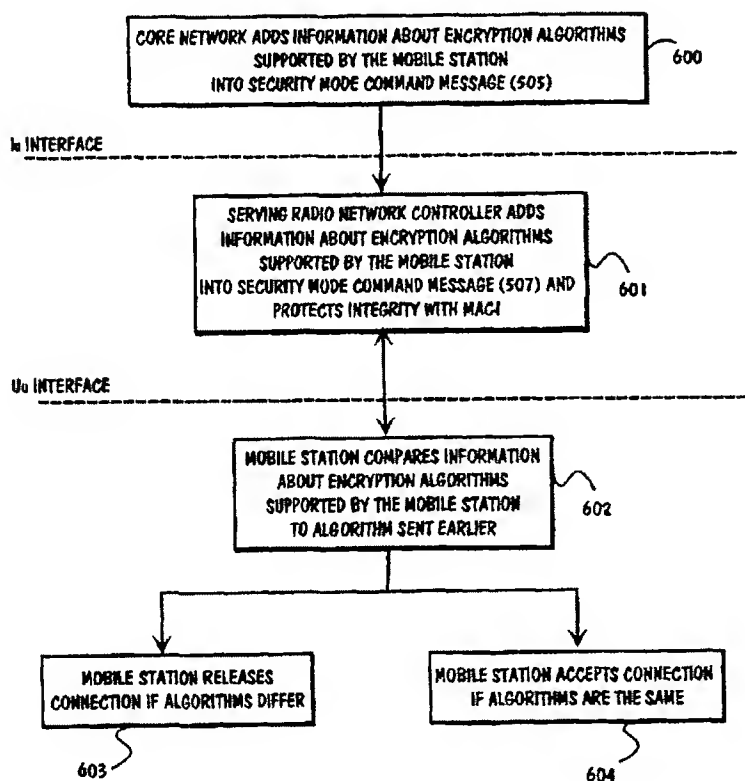 CORE NETWORK ADDS INFORMATION ABOUT ENCRYPTION ALGORITHMS
SUPPORTED BY THE MOBILE STATION
INTO SECURITY MODE COMMAND MESSAGE (505)
600
Iu INTERFACE
SERVING RADIO NETWORK CONTROLLER ADDS
INFORMATION ABOUT ENCRYPTION ALGORITHMS
SUPPORTED BY THE MOBILE STATION
INTO SECURITY MODE COMMAND MESSAGE (507) AND
PROTECTS INTEGRITY WITH MAC-I
601
Uu INTERFACE
MOBILE STATION COMPARES INFORMATION
ABOUT ENCRYPTION ALGORITHMS
SUPPORTED BY THE MOBILE STATION
TO ALGORITHM SENT EARLIER
602
MOBILE STATION RELEASES
CONNECTION IF ALGORITHMS DIFFER
603
MOBILE STATION ACCEPTS CONNECTION
IF ALGORITHMS ARE THE SAME
604